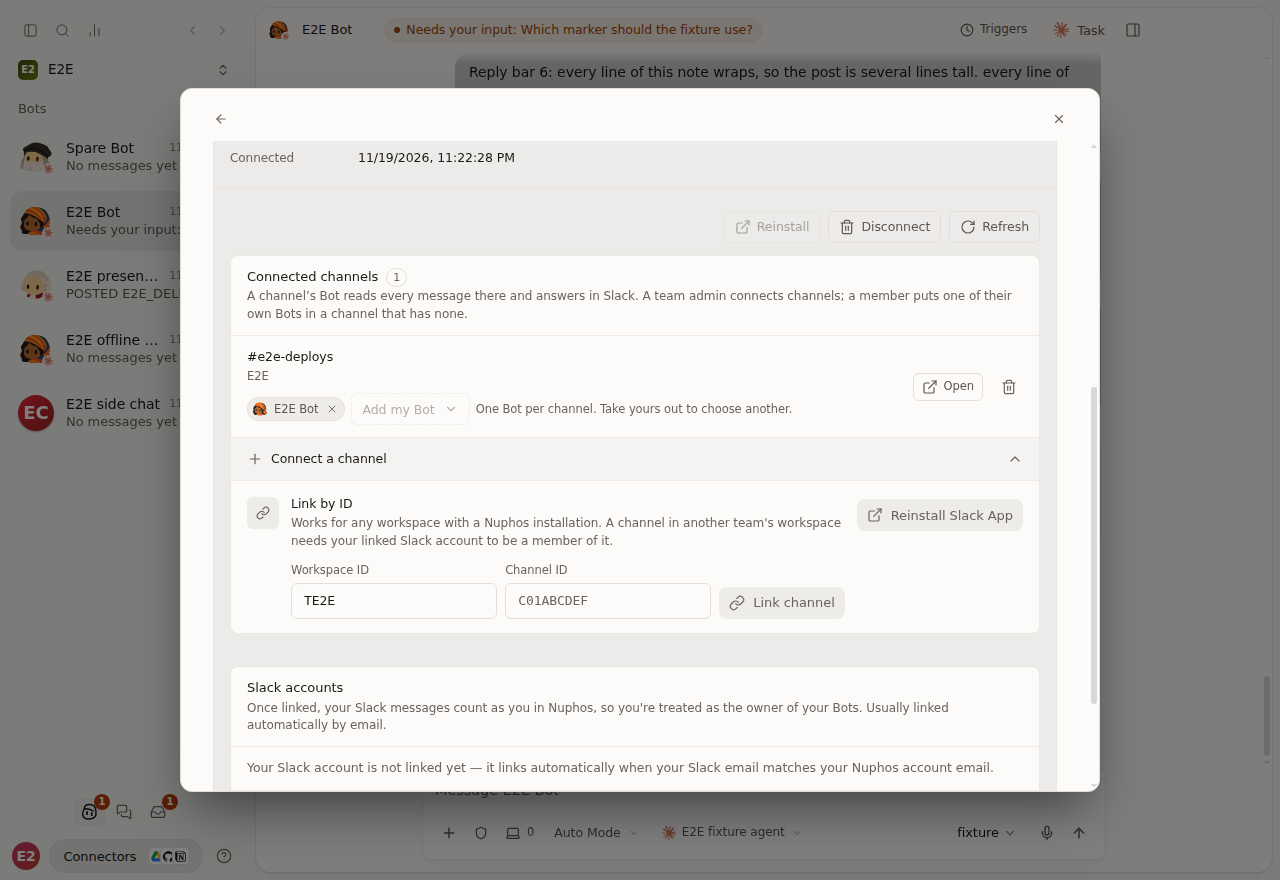 E2E Bot
Needs your input: Which marker should the fixture use?
Triggers
Task
E2
E2E
Reply bar 6: every line of this note wraps, so the post is several lines tall. every line of
Bots
Spare Bot
11
No messages yet
E2E Bot
11
Needs your input:
E2E presen...
11
POSTED E2E_DEL
E2E offline ...
11
No messages yet
EC
E2E side chat
11
No messages yet
1
1
E2
Connectors
Connected
11/19/2026, 11:22:28 PM
Reinstall
Disconnect
Refresh
Connected channels
1
A channel’s Bot reads every message there and answers in Slack. A team admin connects channels; a member puts one of their
own Bots in a channel that has none.
#e2e-deploys
E2E
Open
E2E Bot
Add my Bot
One Bot per channel. Take yours out to choose another.
Connect a channel
Link by ID
Works for any workspace with a Nuphos installation. A channel in another team's workspace
needs your linked Slack account to be a member of it.
Reinstall Slack App
Workspace ID
Channel ID
TE2E
C01ABCDEF
Link channel
Slack accounts
Once linked, your Slack messages count as you in Nuphos, so you're treated as the owner of your Bots. Usually linked
automatically by email.
Your Slack account is not linked yet — it links automatically when your Slack email matches your Nuphos account email.
Message E2E Bot
0
Auto Mode
E2E fixture agent
fixture